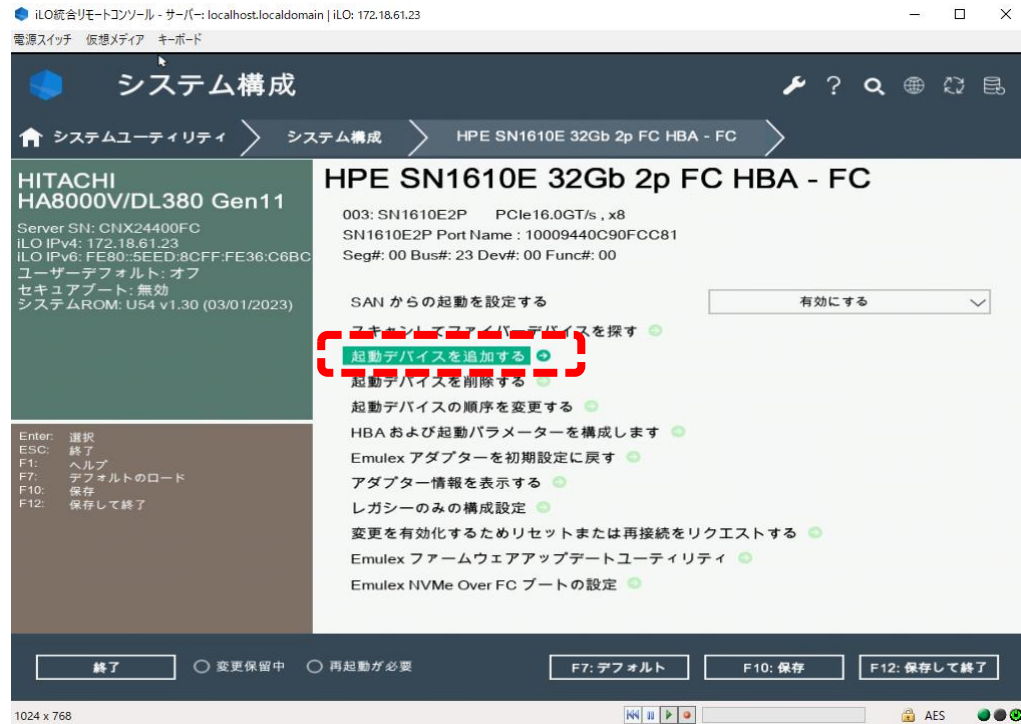 iLO統合リモートコンソール - サーバー: localhost.localdomain | iLO: 172.18.61.23
電源スイッチ 仮想メディア キーボード
システム構成
システムユーティリティ システム構成 HPE SN1610E 32Gb 2p FC HBA - FC
HITACHI
HA8000V/DL380 Gen11
Server SN: CNX24400FC
iLO IPv4: 172.18.61.23
iLO IPv6: FE80::5EED:8CFF:FE36:C6BC
ユーザーデフォルト: オフ
セキュアブート: 無効
システムROM: U54 v1.30 (03/01/2023)
Enter: 選択
ESC: 終了
F1: ヘルプ
F7: デフォルトのロード
F10: 保存
F12: 保存して終了
HPE SN1610E 32Gb 2p FC HBA - FC
003: SN1610E2P PCIe16.0GT/s , x8
SN1610E2P Port Name : 10009440C90FCC81
Seg#: 00 Bus#: 23 Dev#: 00 Func#: 00
SAN からの起動を設定する 有効にする
スキャンしてファイバーデバイスを探す
起動デバイスを追加する
起動デバイスを削除する
起動デバイスの順序を変更する
HBA および起動パラメーターを構成します
Emulex アダプターを初期設定に戻す
アダプター情報を表示する
レガシーのみの構成設定
変更を有効化するためリセットまたは再接続をリクエストする
Emulex ファームウェアアップデートユーティリティ
Emulex NVMe Over FC ブートの設定
終了 変更保留中 再起動が必要 F7: デフォルト F10: 保存 F12: 保存して終了
1024 x 768 AES